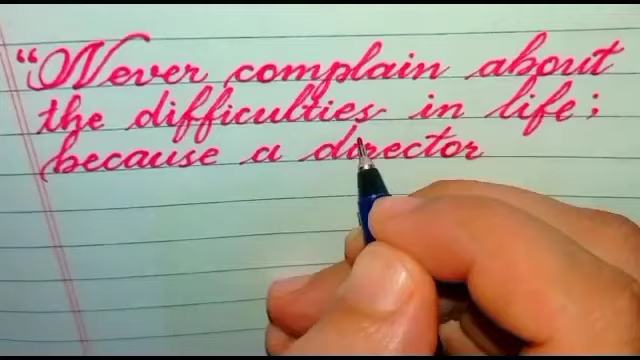 “Never complain about
the difficulties in life;
because a director